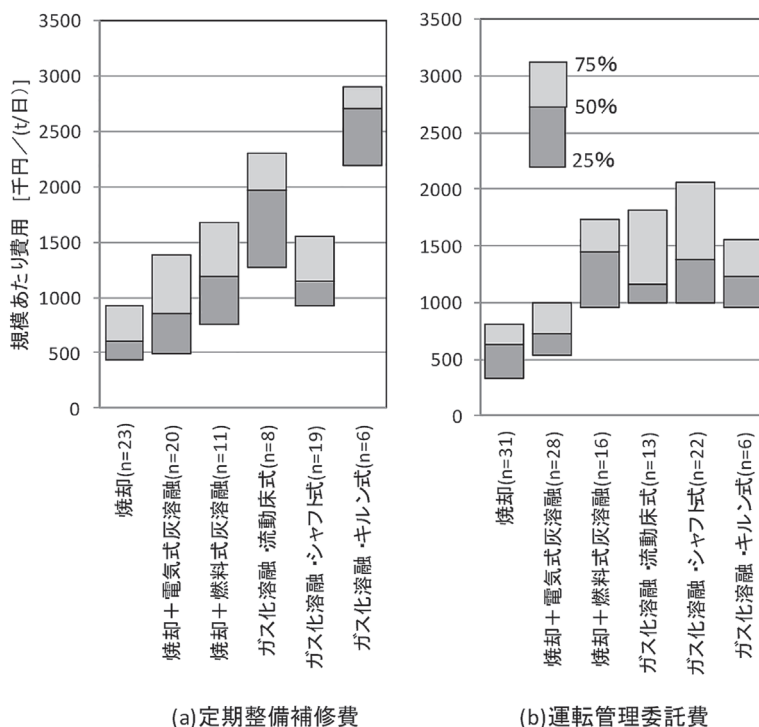 規模あたり費用 [千円／(t/日)]
3500
3000
2500
2000
1500
1000
500
0
焼却(n=23)
焼却＋電気式灰溶融(n=20)
焼却＋燃料式灰溶融(n=11)
ガス化溶融・流動床式(n=8)
ガス化溶融・シャフト式(n=19)
ガス化溶融・キルン式(n=6)
(a)定期整備補修費
3500
3000
2500
2000
1500
1000
500
0
75%
50%
25%
焼却(n=31)
焼却＋電気式灰溶融(n=28)
焼却＋燃料式灰溶融(n=16)
ガス化溶融・流動床式(n=13)
ガス化溶融・シャフト式(n=22)
ガス化溶融・キルン式(n=6)
(b)運転管理委託費